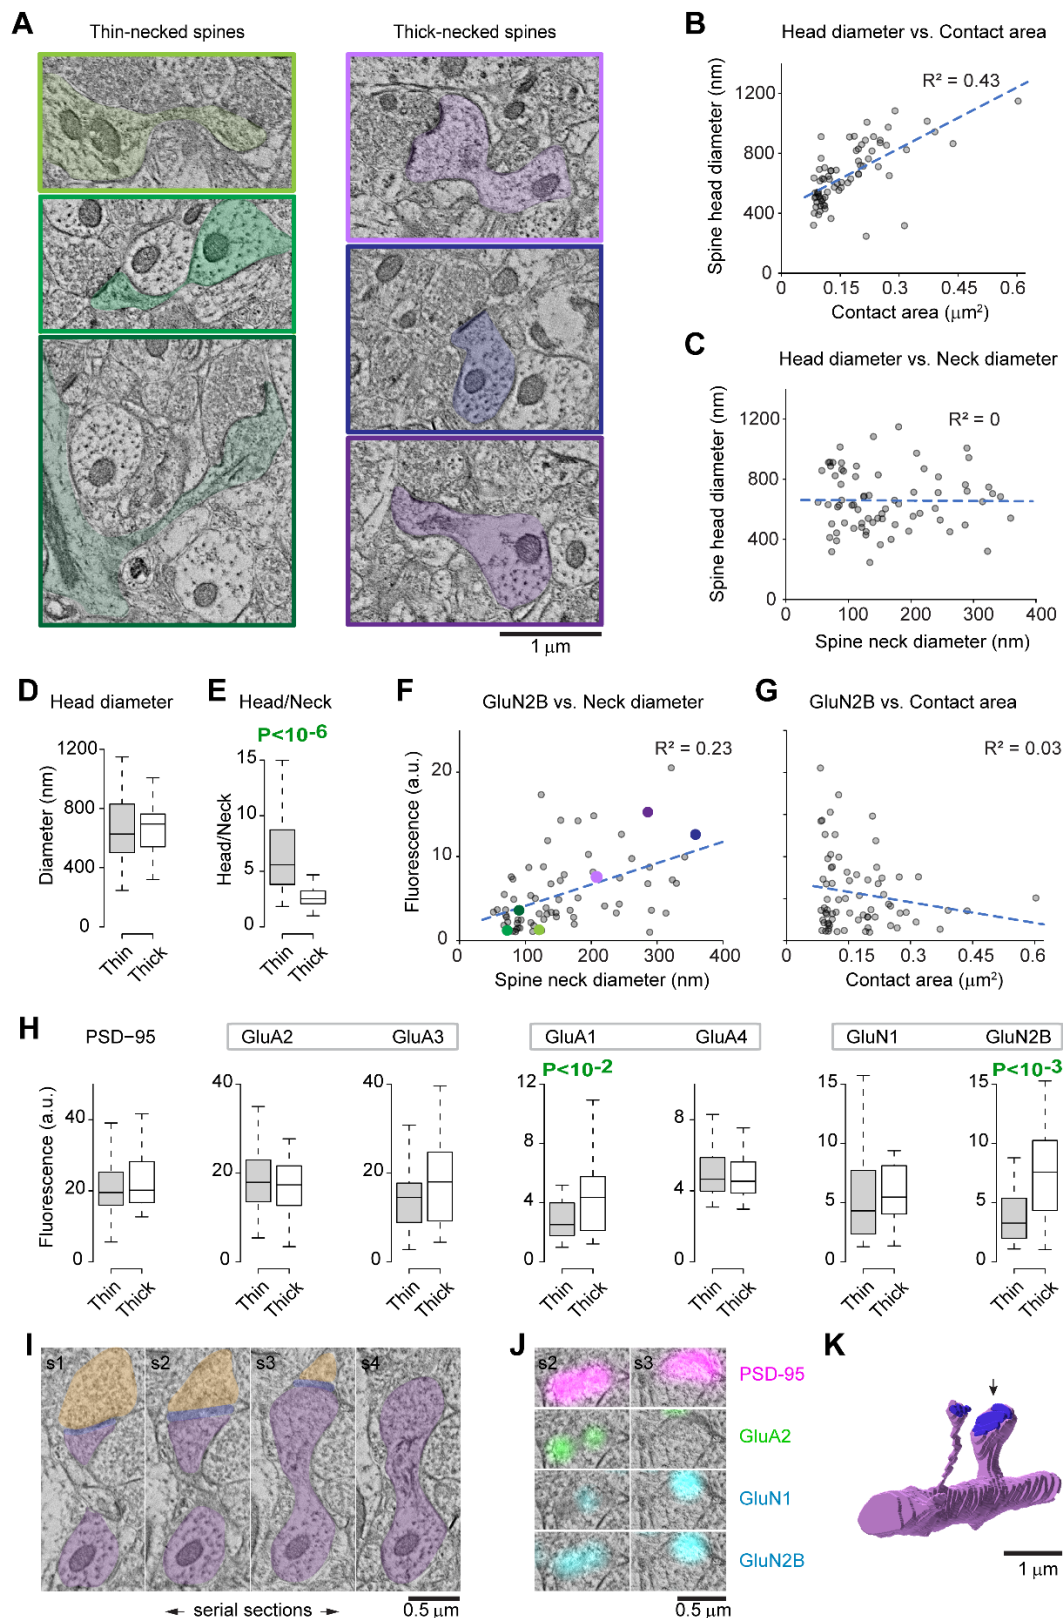 A
Thin-necked spines
Thick-necked spines
1 μm
B
Head diameter vs. Contact area
Spine head diameter (nm)
1200
800
400
0
R² = 0.43
0 0.15 0.3 0.45 0.6
Contact area (μm²)
C
Head diameter vs. Neck diameter
Spine head diameter (nm)
1200
800
400
0
R² = 0
0 100 200 300 400
Spine neck diameter (nm)
D
Head diameter
Diameter (nm)
1200
800
400
0
Thin
Thick
E
Head/Neck
P<10⁻⁶
Head/Neck
15
10
5
0
Thin
Thick
F
GluN2B vs. Neck diameter
R² = 0.23
Fluorescence (a.u.)
20
10
0
0 100 200 300 400
Spine neck diameter (nm)
G
GluN2B vs. Contact area
R² = 0.03
0 0.15 0.3 0.45 0.6
Contact area (μm²)
H
PSD−95
GluA2 GluA3
GluA1 GluA4
GluN1 GluN2B
P<10⁻²
P<10⁻³
Fluorescence (a.u.)
40
20
0
Thin
Thick
40
20
0
Thin
Thick
Thin
Thick
12
8
4
0
Thin
Thick
8
4
0
Thin
Thick
15
10
5
0
Thin
Thick
15
10
5
0
Thin
Thick
I
s1 s2 s3 s4
serial sections
0.5 μm
J
s2 s3
PSD-95
GluA2
GluN1
GluN2B
0.5 μm
K
1 μm